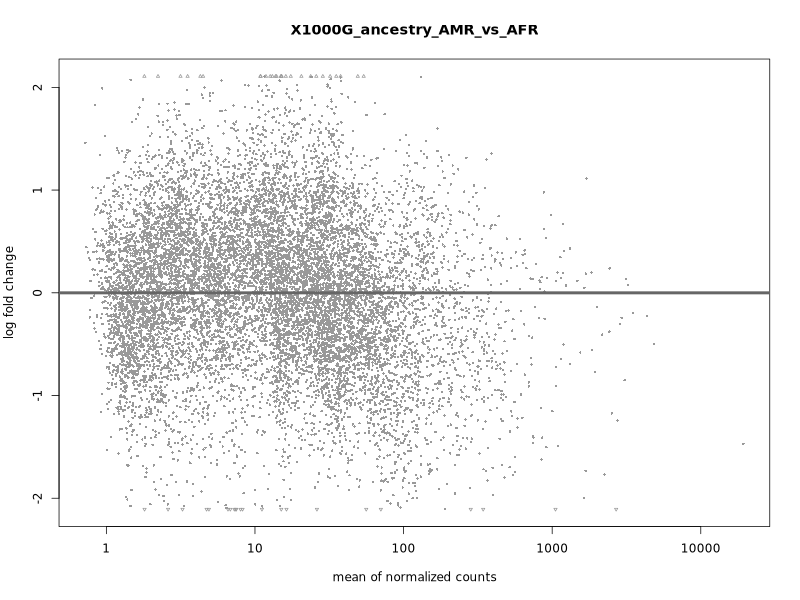 X1000G_ancestry_AMR_vs_AFR
log fold change
2
1
0
-1
-2
1 10 100 1000 10000
mean of normalized counts